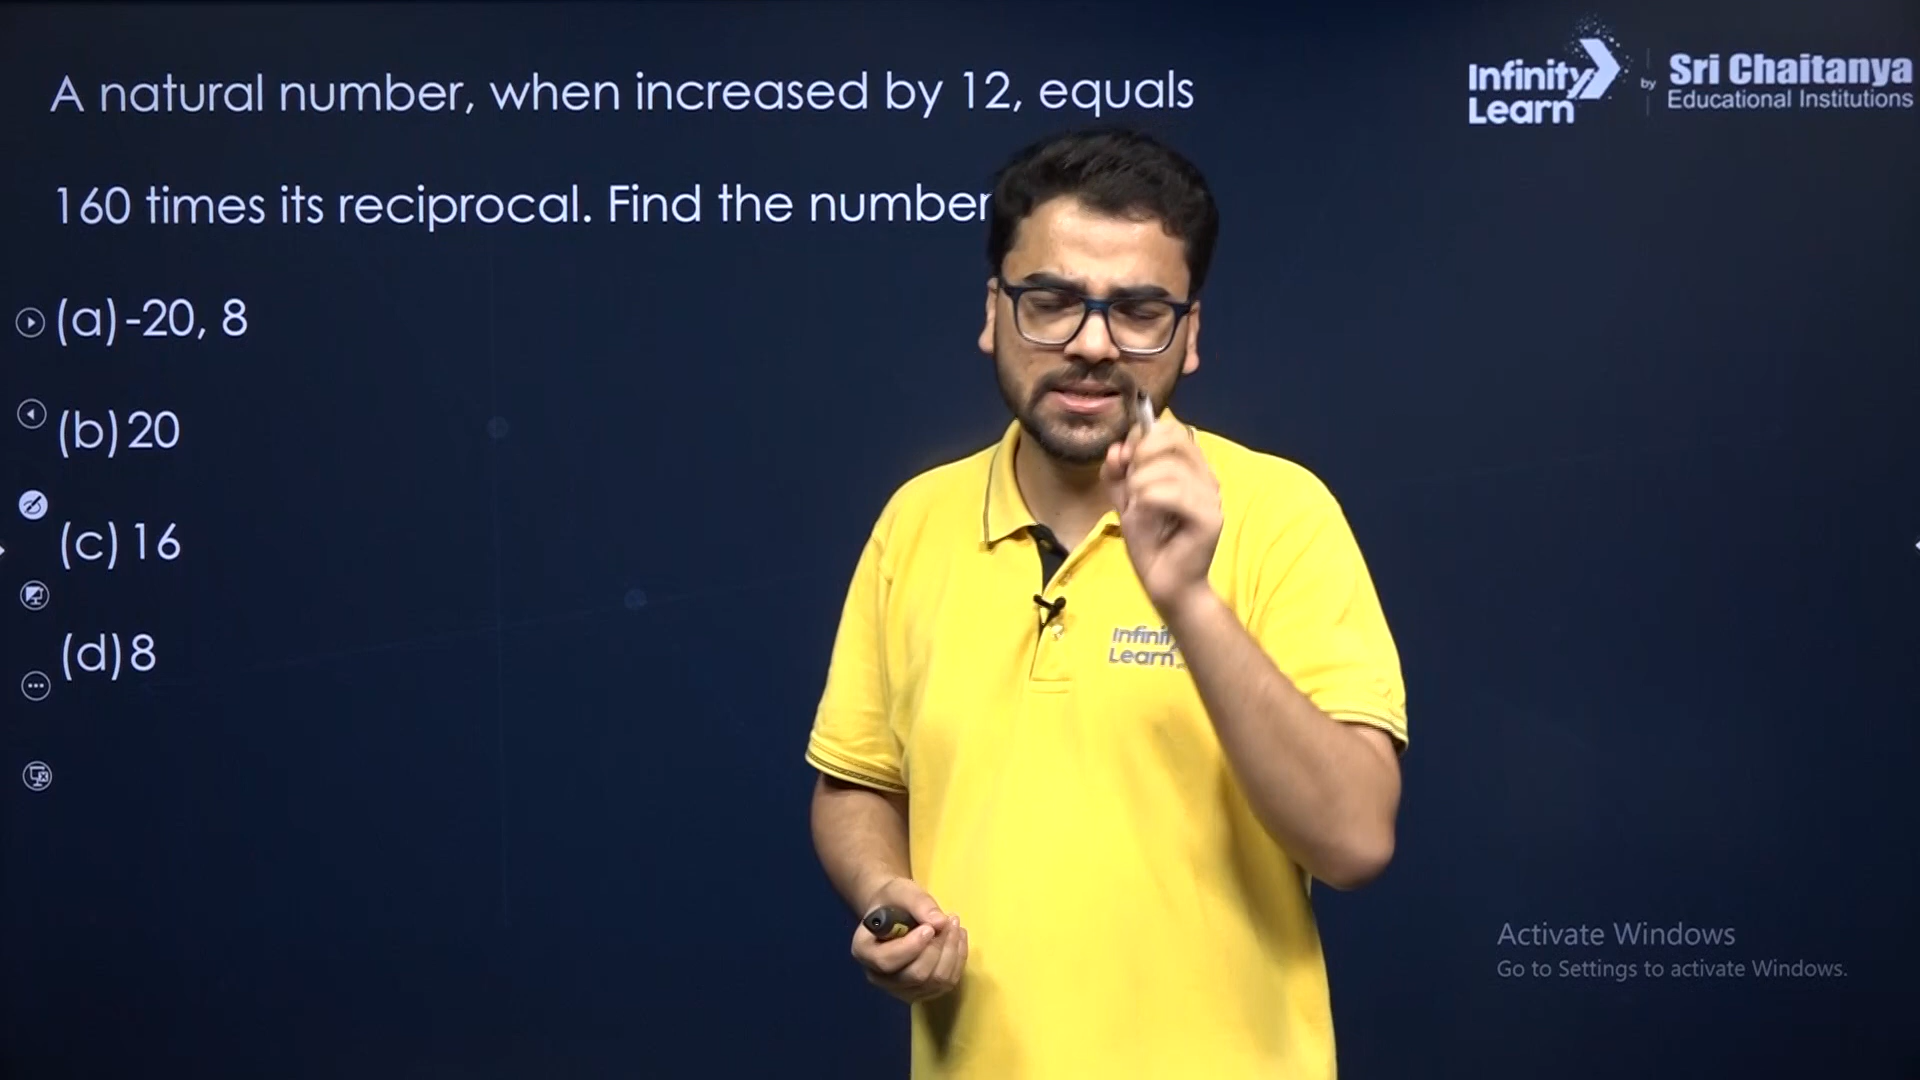 A natural number, when increased by 12, equals
160 times its reciprocal. Find the number
(a) -20, 8
(b) 20
(c) 16
(d) 8
Infinity
Learn
by
Sri Chaitanya
Educational Institutions
Infinity
Learn
Activate Windows
Go to Settings to activate Windows.